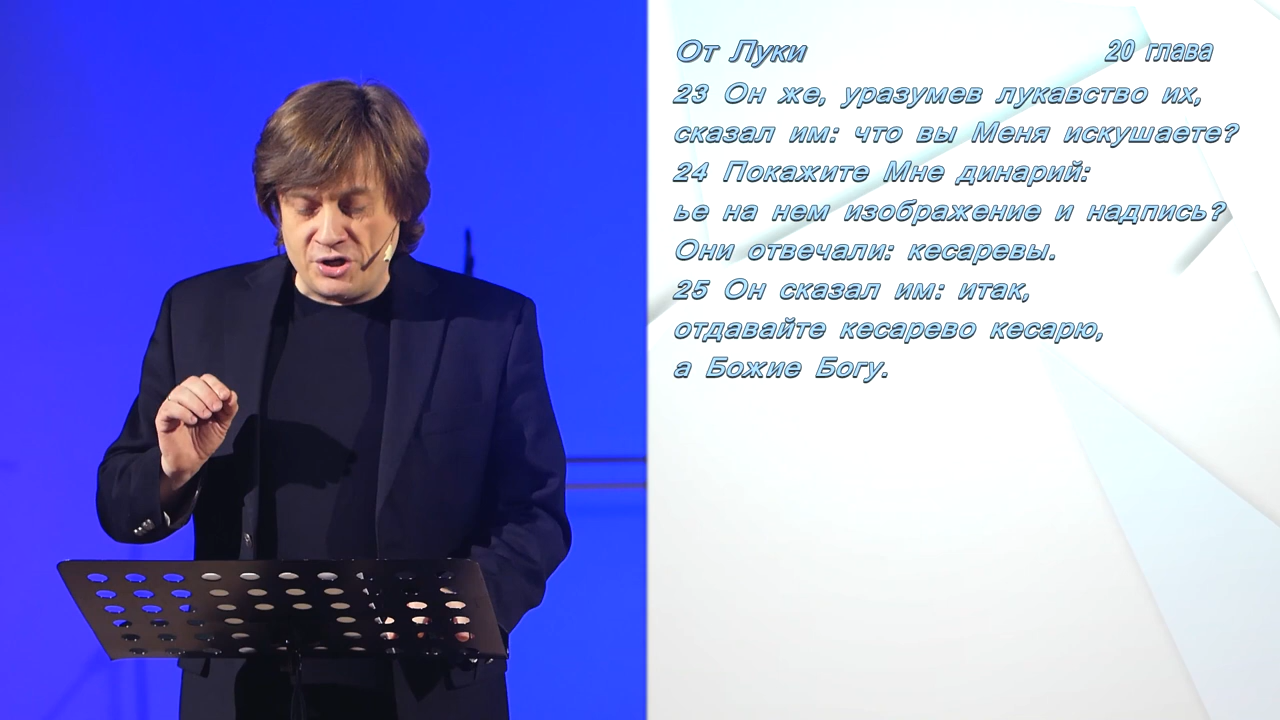 От Луки 20 глава
23 Он же, уразумев лукавство их,
сказал им: что вы Меня искушаете?
24 Покажите Мне динарий:
ье на нем изображение и надпись?
Они отвечали: кесаревы.
25 Он сказал им: итак,
отдавайте кесарево кесарю,
а Божие Богу.